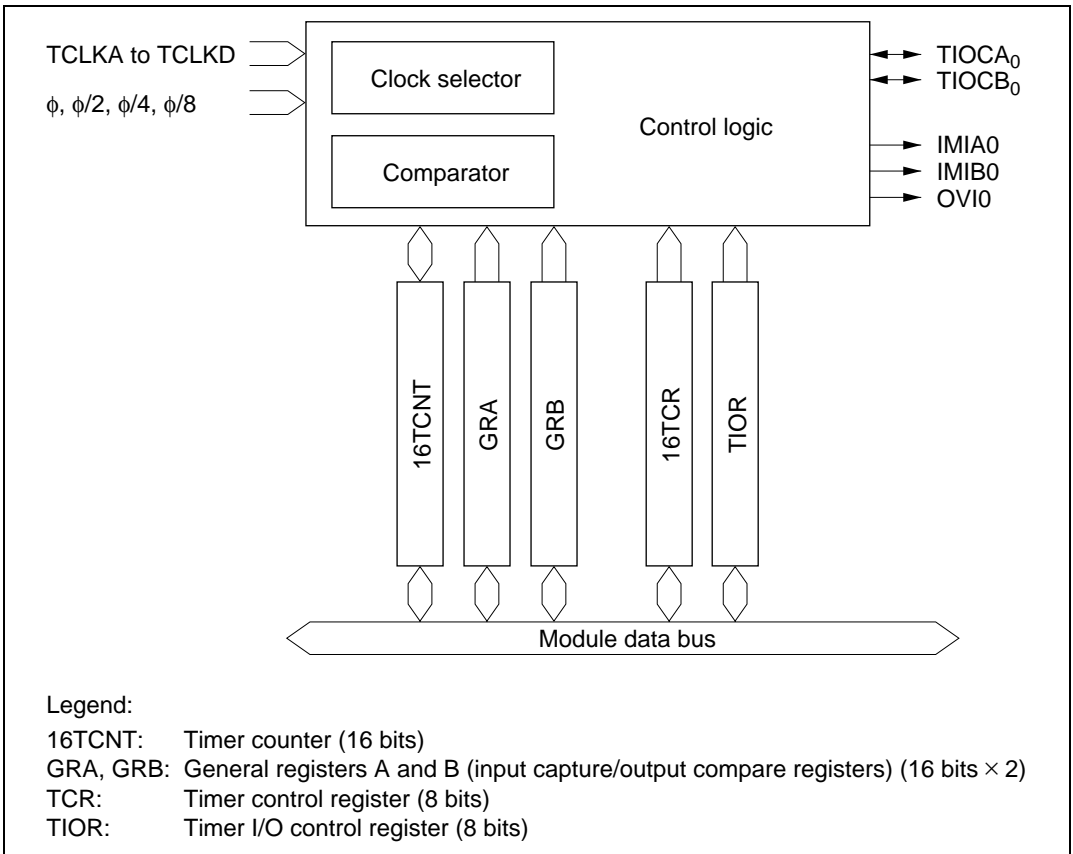 TCLKA to TCLKD
ϕ, ϕ/2, ϕ/4, ϕ/8
Clock selector
Comparator
Control logic
TIOCA0
TIOCB0
IMIA0
IMIB0
OVI0
16TCNT
GRA
GRB
16TCR
TIOR
Module data bus
Legend:
16TCNT: Timer counter (16 bits)
GRA, GRB: General registers A and B (input capture/output compare registers) (16 bits × 2)
TCR: Timer control register (8 bits)
TIOR: Timer I/O control register (8 bits)